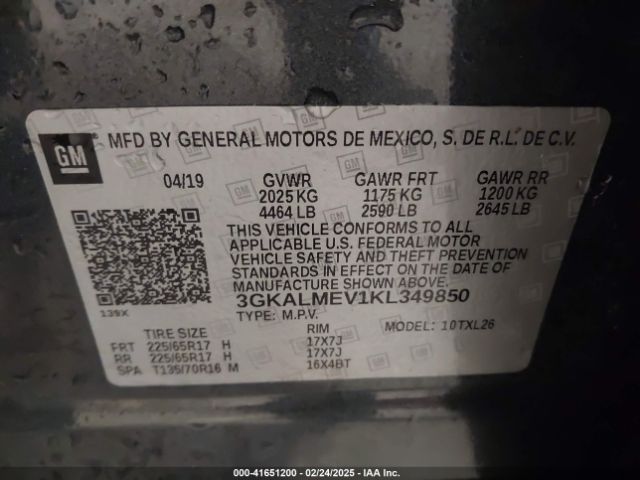 GM
MFD BY GENERAL MOTORS DE MEXICO, S. DE R.L. DE C.V.
04/19 GVWR GAWR FRT GAWR RR
2025 KG 1175 KG 1200 KG
4464 LB 2590 LB 2645 LB
THIS VEHICLE CONFORMS TO ALL
APPLICABLE U.S. FEDERAL MOTOR
VEHICLE SAFETY AND THEFT PREVENTION
STANDARDS IN EFFECT ON THE DATE OF
MANUFACTURE SHOWN ABOVE.
139X
3GKALMEV1KL349850
TYPE: M.P.V.
MODEL: 10TXL26
TIRE SIZE RIM
FRT 225/65R17 H 17X7J
RR 225/65R17 H 17X7J
SPA T135/70R16 M 16X4BT
000-41651200 - 02/24/2025 - IAA Inc.